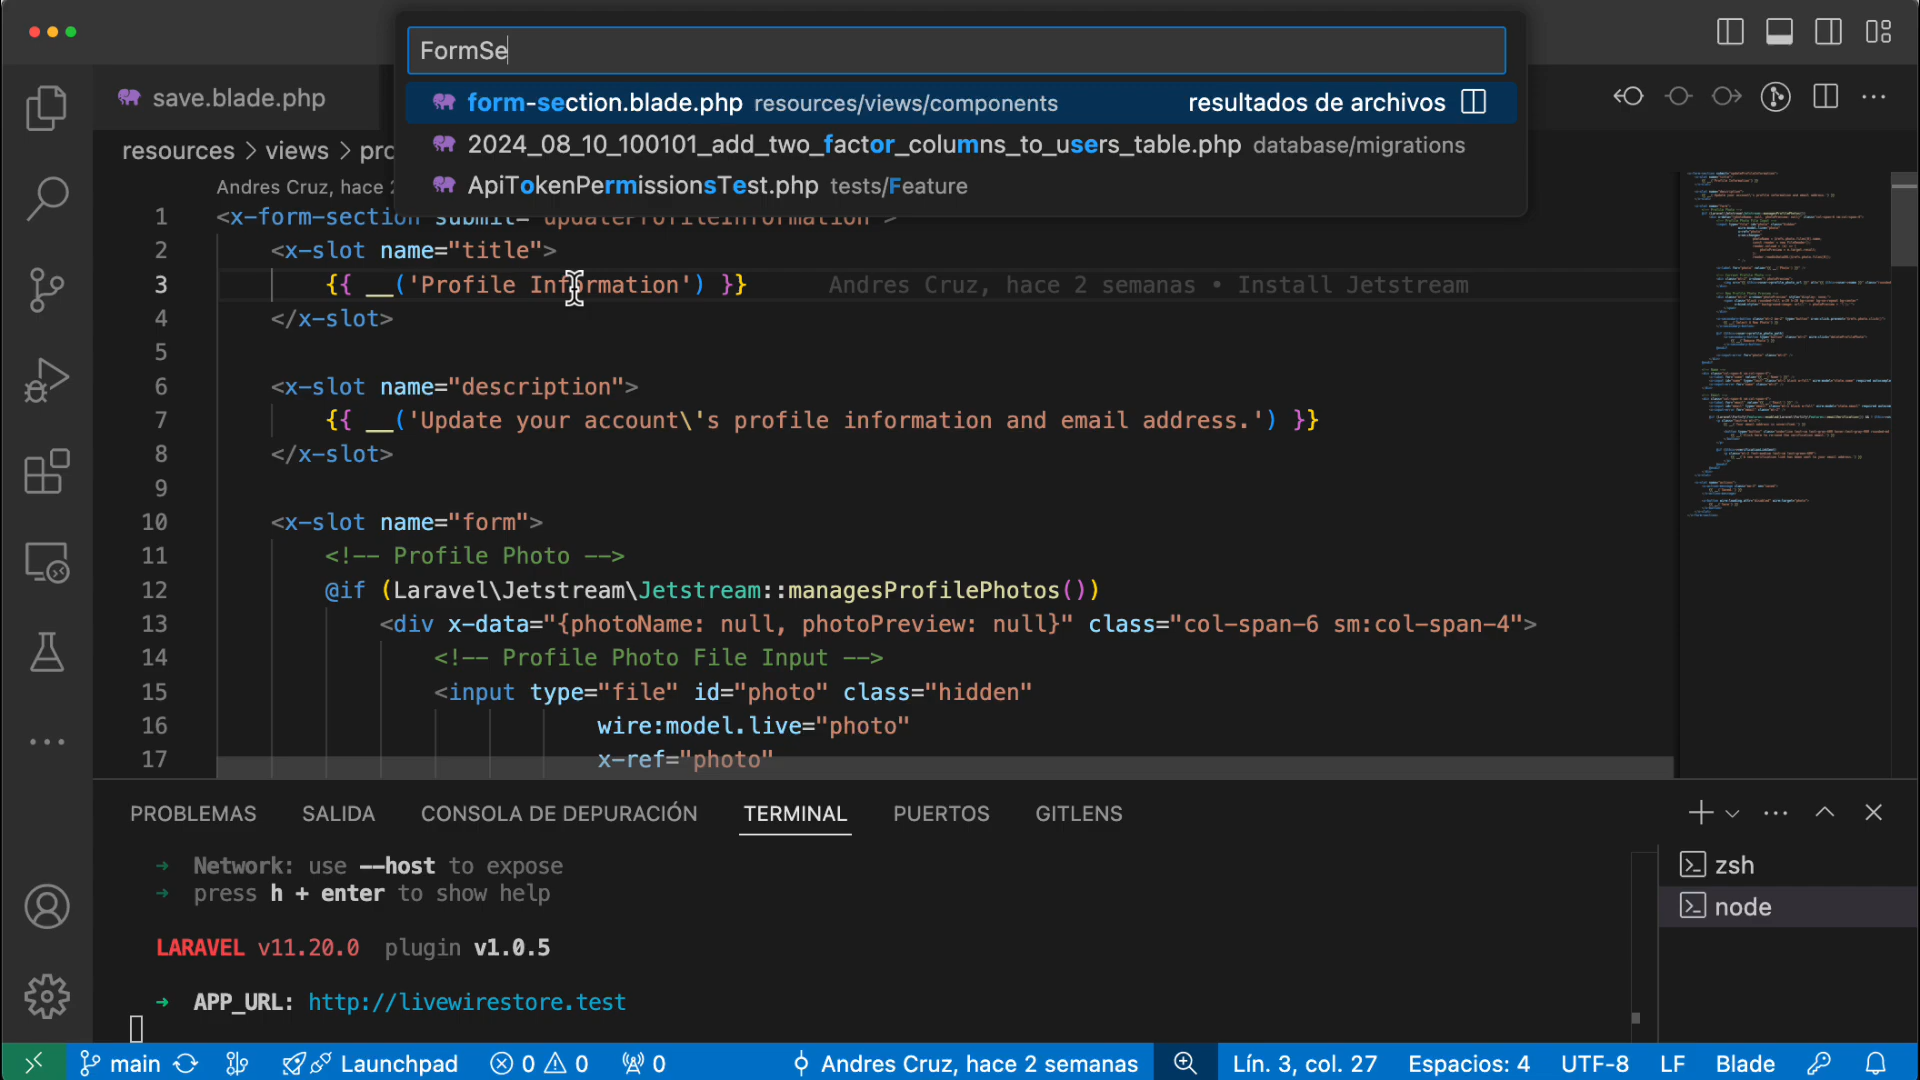 FormSe
save.blade.php
form-section.blade.php resources/views/components resultados de archivos
2024_08_10_100101_add_two_factor_columns_to_users_table.php database/migrations
ApiTokenPermissionsTest.php tests/Feature
resources > views > pro
Andres Cruz, hace 2
1 <x-form-section submit="updateProfileInformation">
2 <x-slot name="title">
3 {{ __('Profile Information') }} Andres Cruz, hace 2 semanas • Install Jetstream
4 </x-slot>
5
6 <x-slot name="description">
7 {{ __('Update your account\'s profile information and email address.') }}
8 </x-slot>
9
10 <x-slot name="form">
11 <!-- Profile Photo -->
12 @if (Laravel\Jetstream\Jetstream::managesProfilePhotos())
13 <div x-data="{photoName: null, photoPreview: null}" class="col-span-6 sm:col-span-4">
14 <!-- Profile Photo File Input -->
15 <input type="file" id="photo" class="hidden"
16 wire:model.live="photo"
17 x-ref="photo"
PROBLEMAS SALIDA CONSOLA DE DEPURACIÓN TERMINAL PUERTOS GITLENS
➜ Network: use --host to expose
➜ press h + enter to show help
LARAVEL v11.20.0 plugin v1.0.5
➜ APP_URL: http://livewirestore.test
zsh
node
main Launchpad 0 0 0 Andres Cruz, hace 2 semanas Lín. 3, col. 27 Espacios: 4 UTF-8 LF Blade